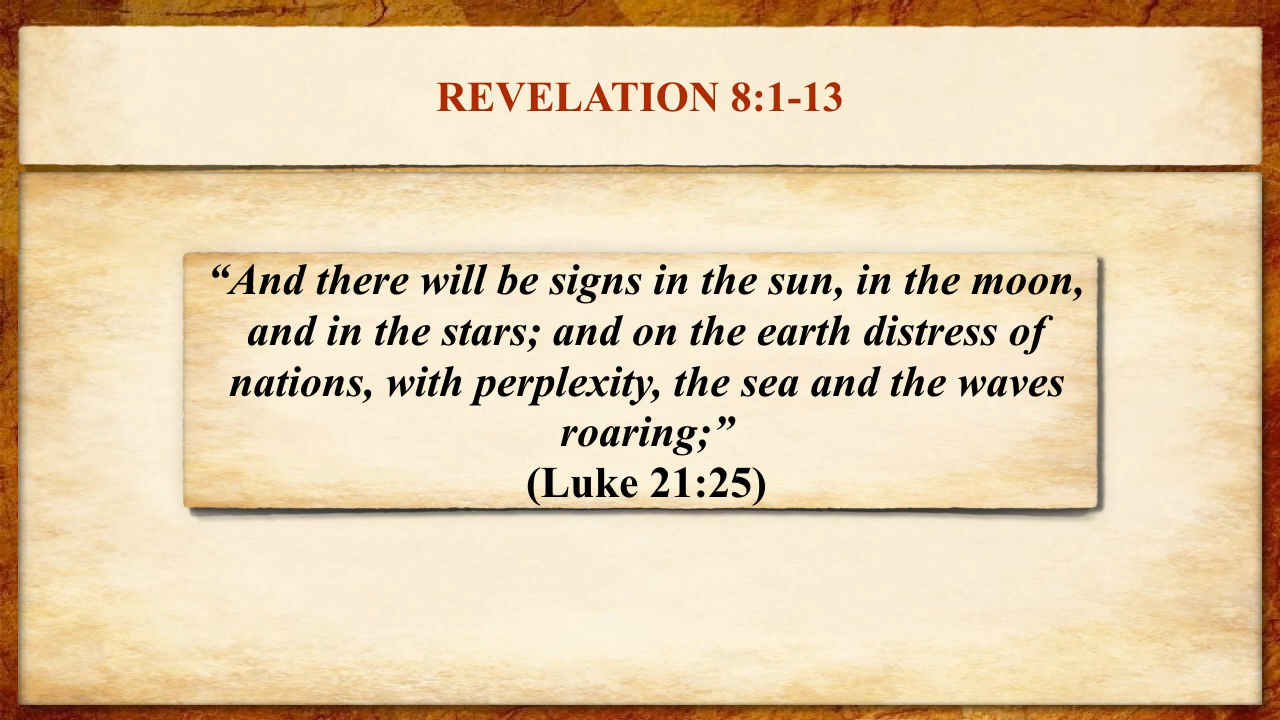 REVELATION 8:1-13
“And there will be signs in the sun, in the moon,
and in the stars; and on the earth distress of
nations, with perplexity, the sea and the waves
roaring;”
(Luke 21:25)